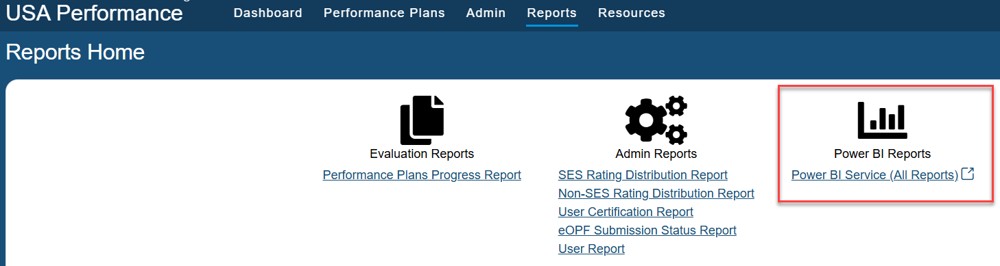 USA Performance
Dashboard Performance Plans Admin Reports Resources
Reports Home
Evaluation Reports
Performance Plans Progress Report
Admin Reports
SES Rating Distribution Report
Non-SES Rating Distribution Report
User Certification Report
eOPF Submission Status Report
User Report
Power BI Reports
Power BI Service (All Reports)